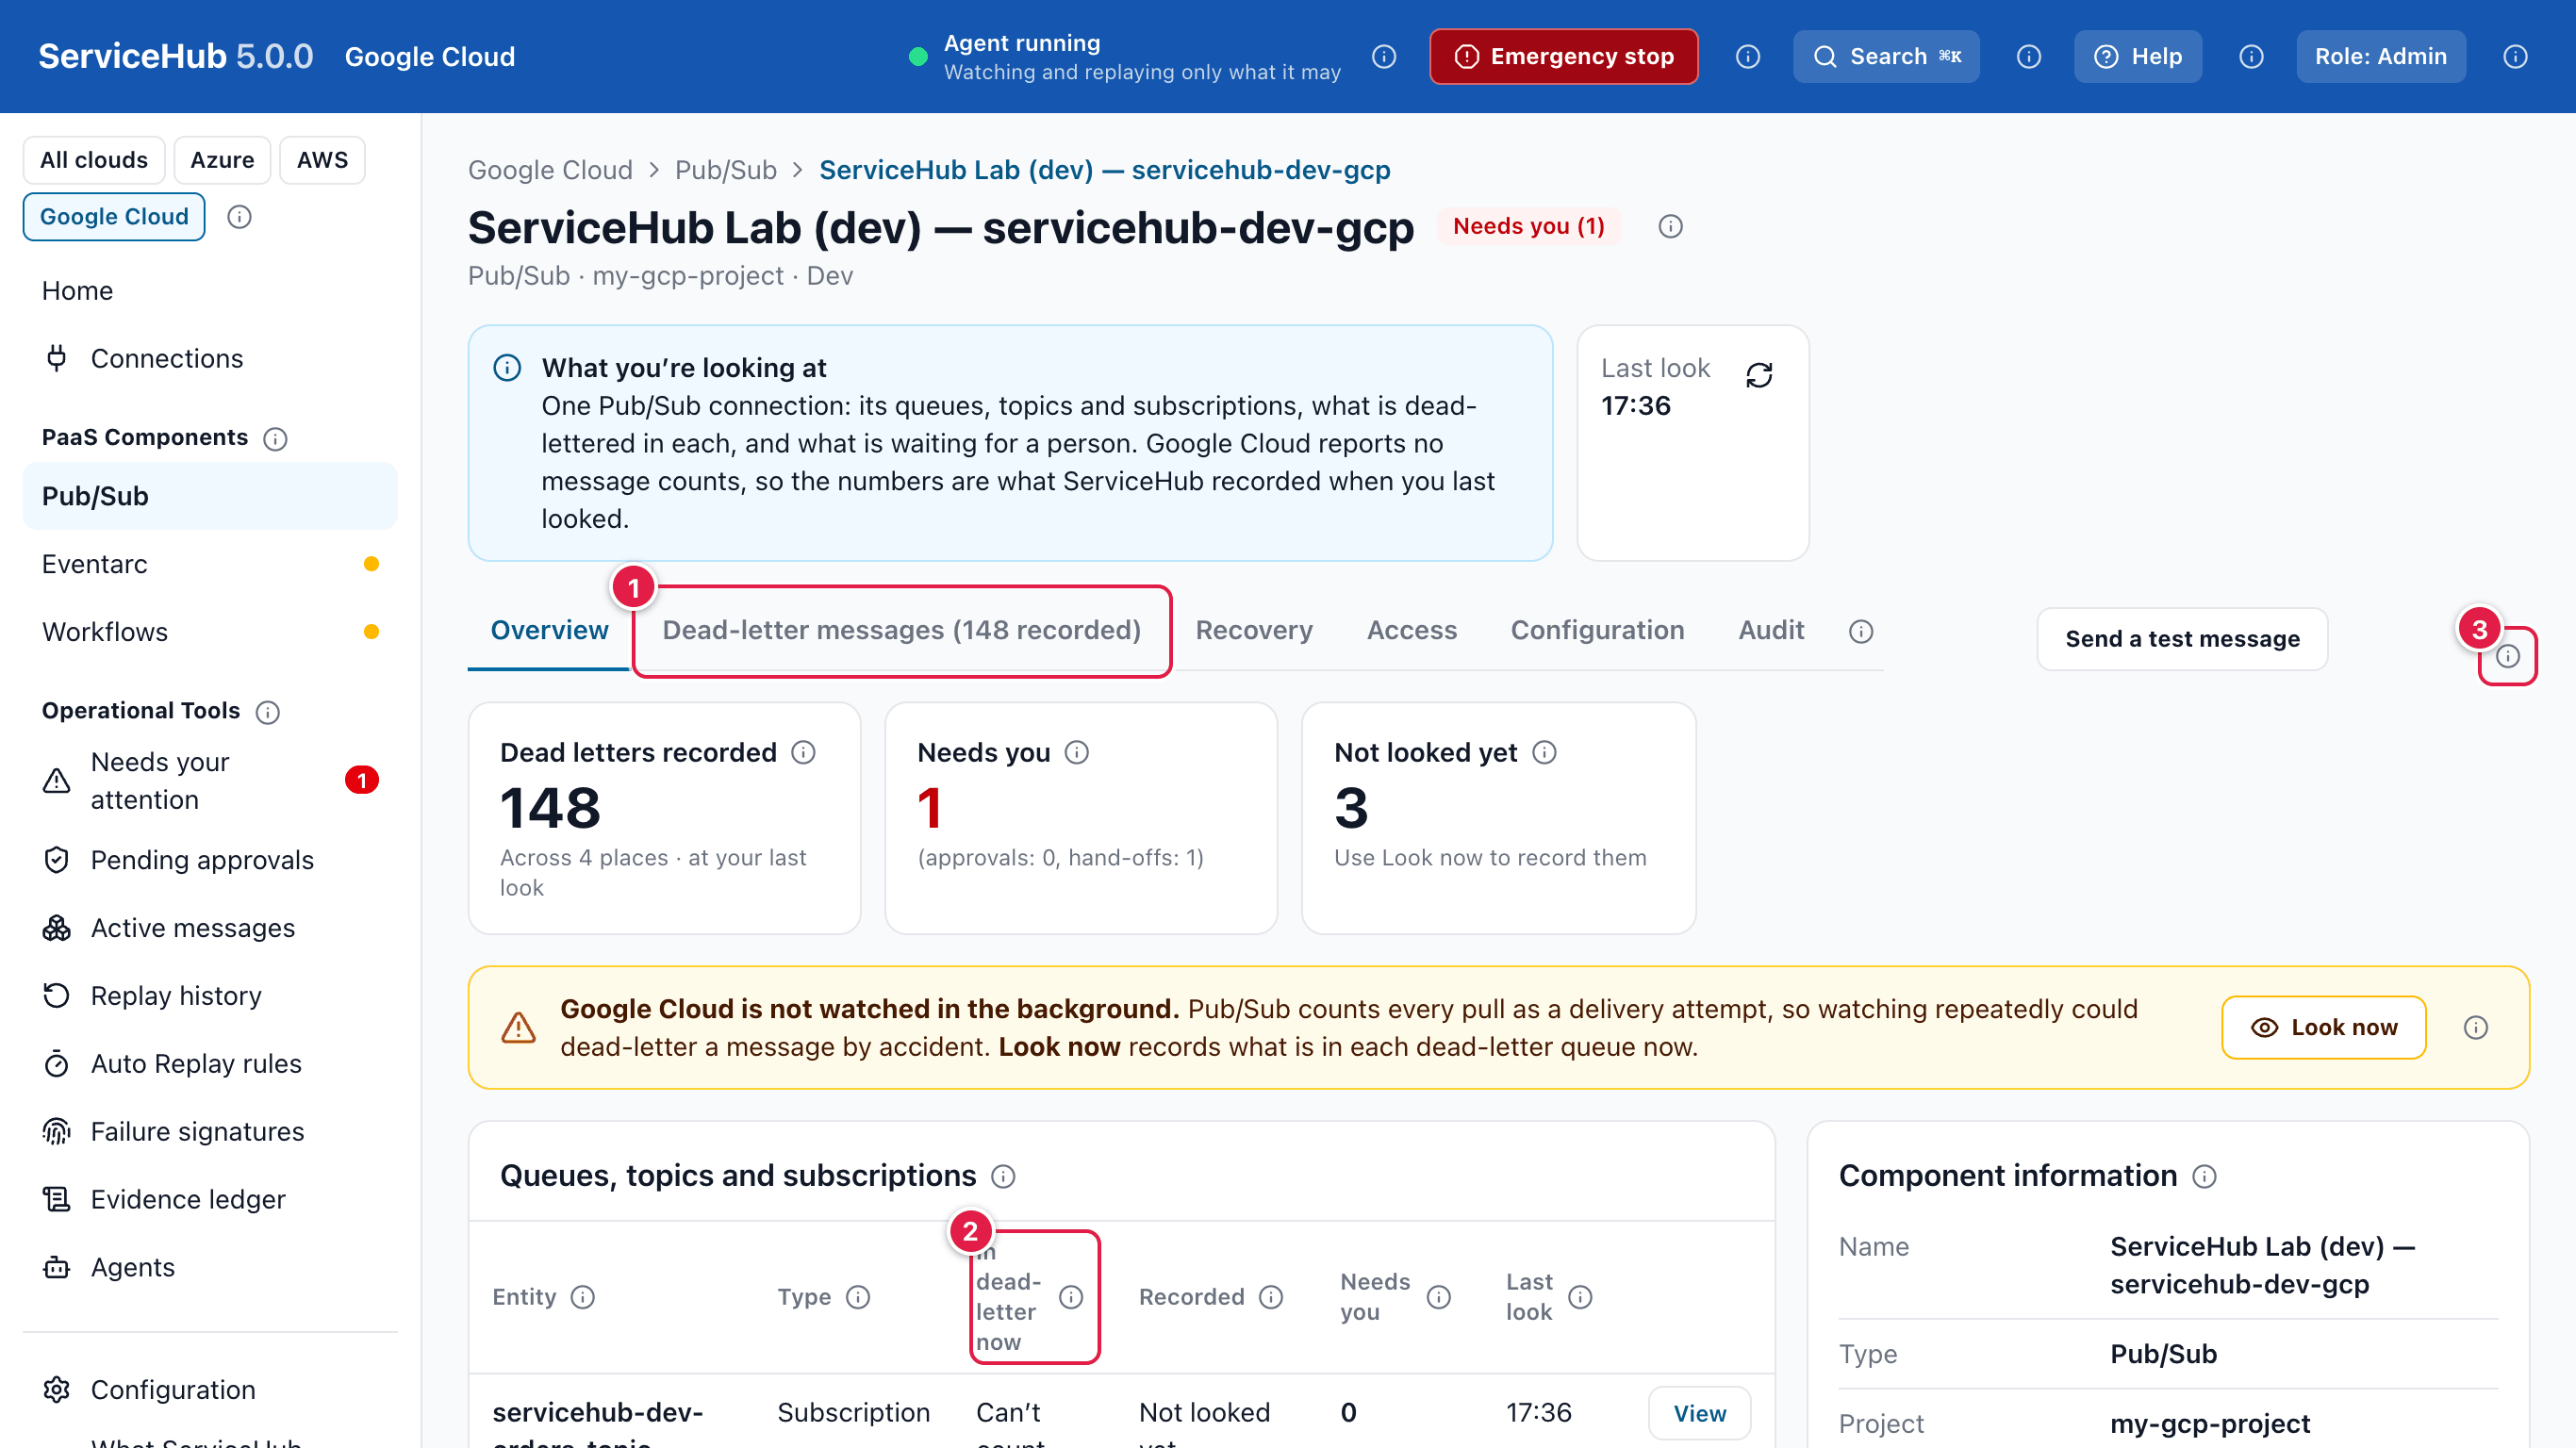 ServiceHub 5.0.0 Google Cloud
Agent running
Watching and replaying only what it may
Emergency stop
Search ⌘K
Help
Role: Admin
All clouds
Azure
AWS
Google Cloud
Home
Connections
PaaS Components
Pub/Sub
Eventarc
Workflows
Operational Tools
Needs your
attention
1
Pending approvals
Active messages
Replay history
Auto Replay rules
Failure signatures
Evidence ledger
Agents
Configuration
What ServiceHub
Google Cloud > Pub/Sub > ServiceHub Lab (dev) — servicehub-dev-gcp
ServiceHub Lab (dev) — servicehub-dev-gcp
Needs you (1)
Pub/Sub · my-gcp-project · Dev
What you’re looking at
One Pub/Sub connection: its queues, topics and subscriptions, what is dead-
lettered in each, and what is waiting for a person. Google Cloud reports no
message counts, so the numbers are what ServiceHub recorded when you last
looked.
Last look
17:36
1
Overview
Dead-letter messages (148 recorded)
Recovery
Access
Configuration
Audit
Send a test message
3
Dead letters recorded
148
Across 4 places · at your last
look
Needs you
1
(approvals: 0, hand-offs: 1)
Not looked yet
3
Use Look now to record them
Google Cloud is not watched in the background. Pub/Sub counts every pull as a delivery attempt, so watching repeatedly could
dead-letter a message by accident. Look now records what is in each dead-letter queue now.
Look now
Queues, topics and subscriptions
2
Entity
Type
In
dead-
letter
now
Recorded
Needs
you
Last
look
servicehub-dev-
orders-topic
Subscription
Can’t
count
Not looked
yet
0
17:36
View
Component information
Name
ServiceHub Lab (dev) —
servicehub-dev-gcp
Type
Pub/Sub
Project
my-gcp-project